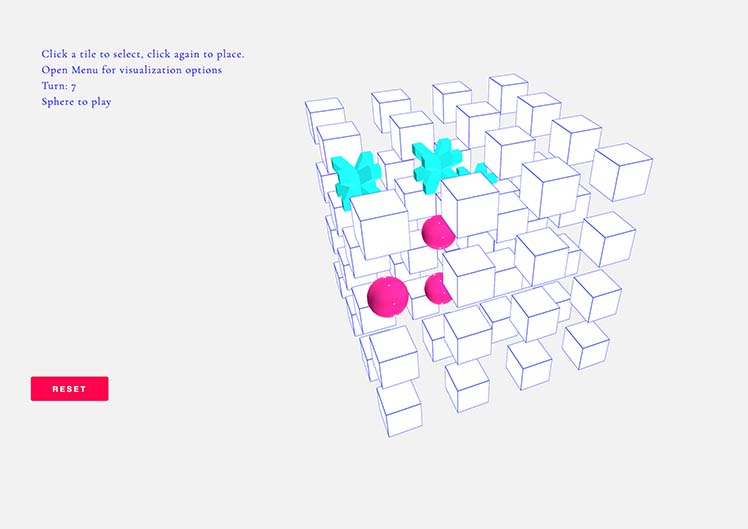 Click a tile to select, click again to place.
Open Menu for visualization options
Turn: 7
Sphere to play
RESET